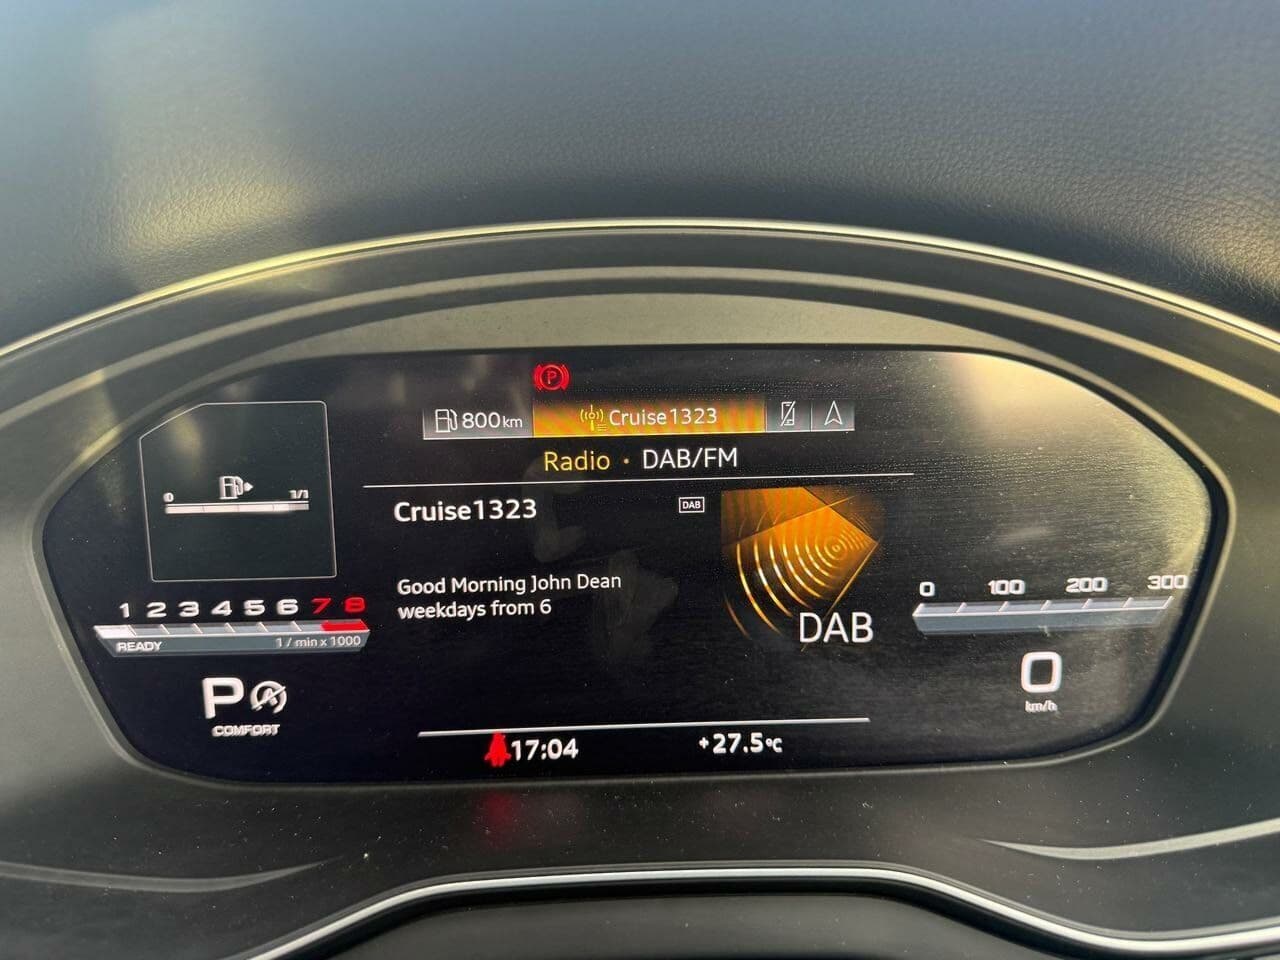 P
800 km
Cruise1323
Radio • DAB/FM
Cruise1323
DAB
0 1/1
Good Morning John Dean
weekdays from 6
DAB
1 2 3 4 5 6 7 8
READY 1 / min x 1000
0 100 200 300
P A
COMFORT
0
km/h
17:04
+27.5°C